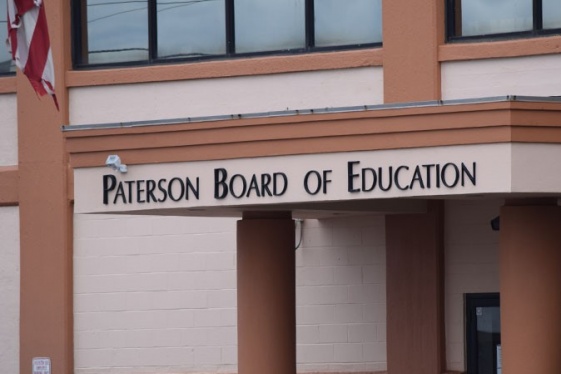 Paterson Board of Education